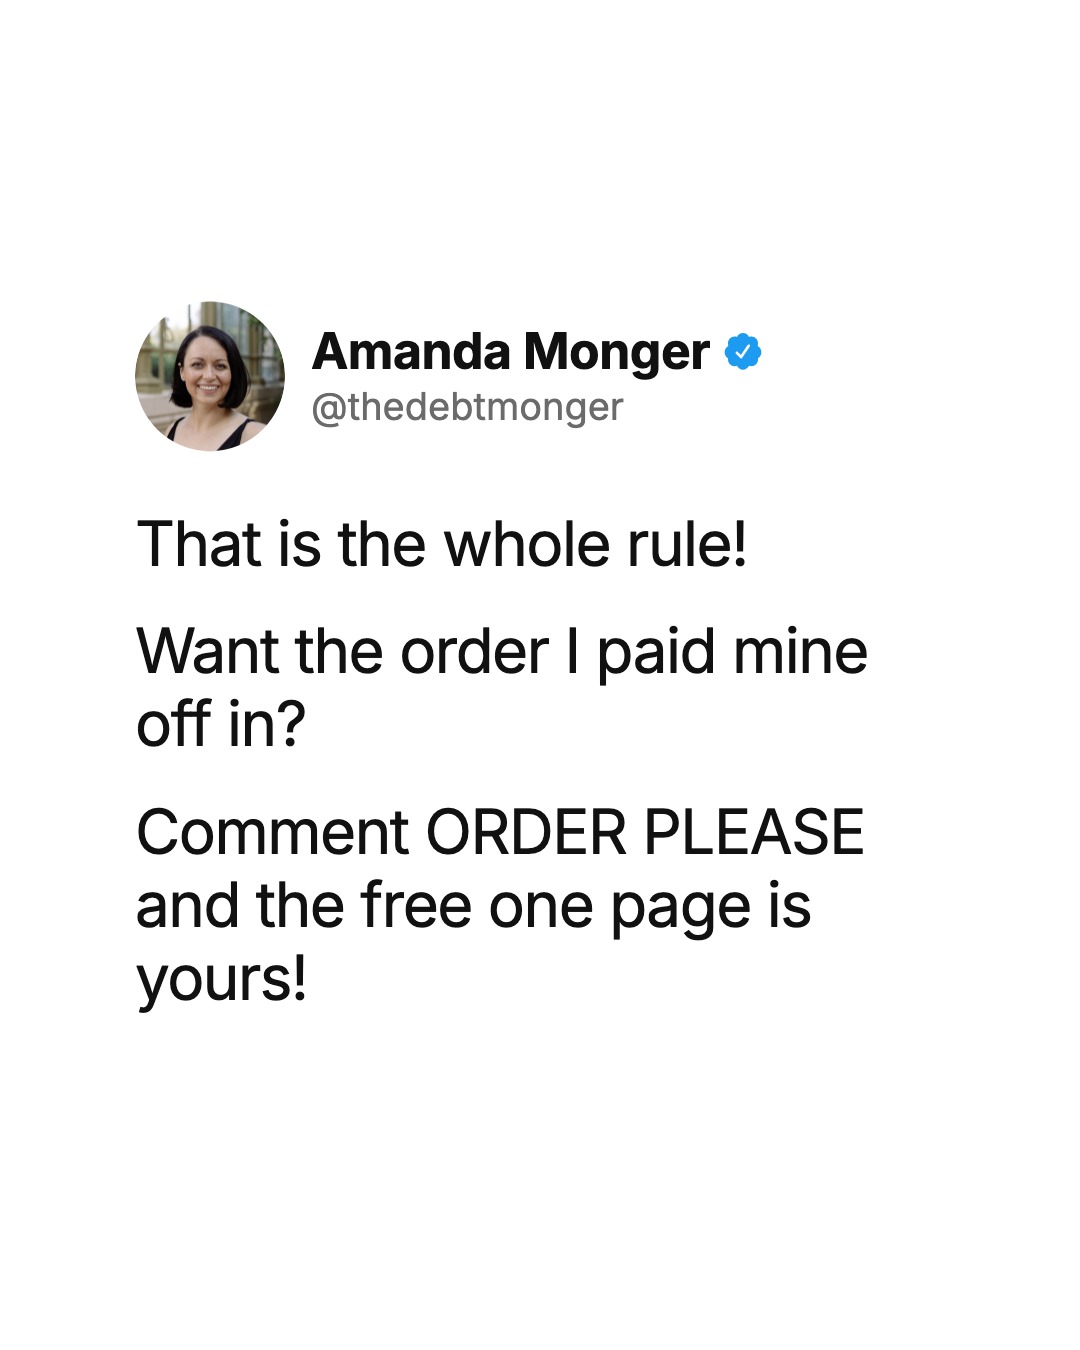 Amanda Monger
@thedebtmonger
That is the whole rule!
Want the order I paid mine
off in?
Comment ORDER PLEASE
and the free one page is
yours!